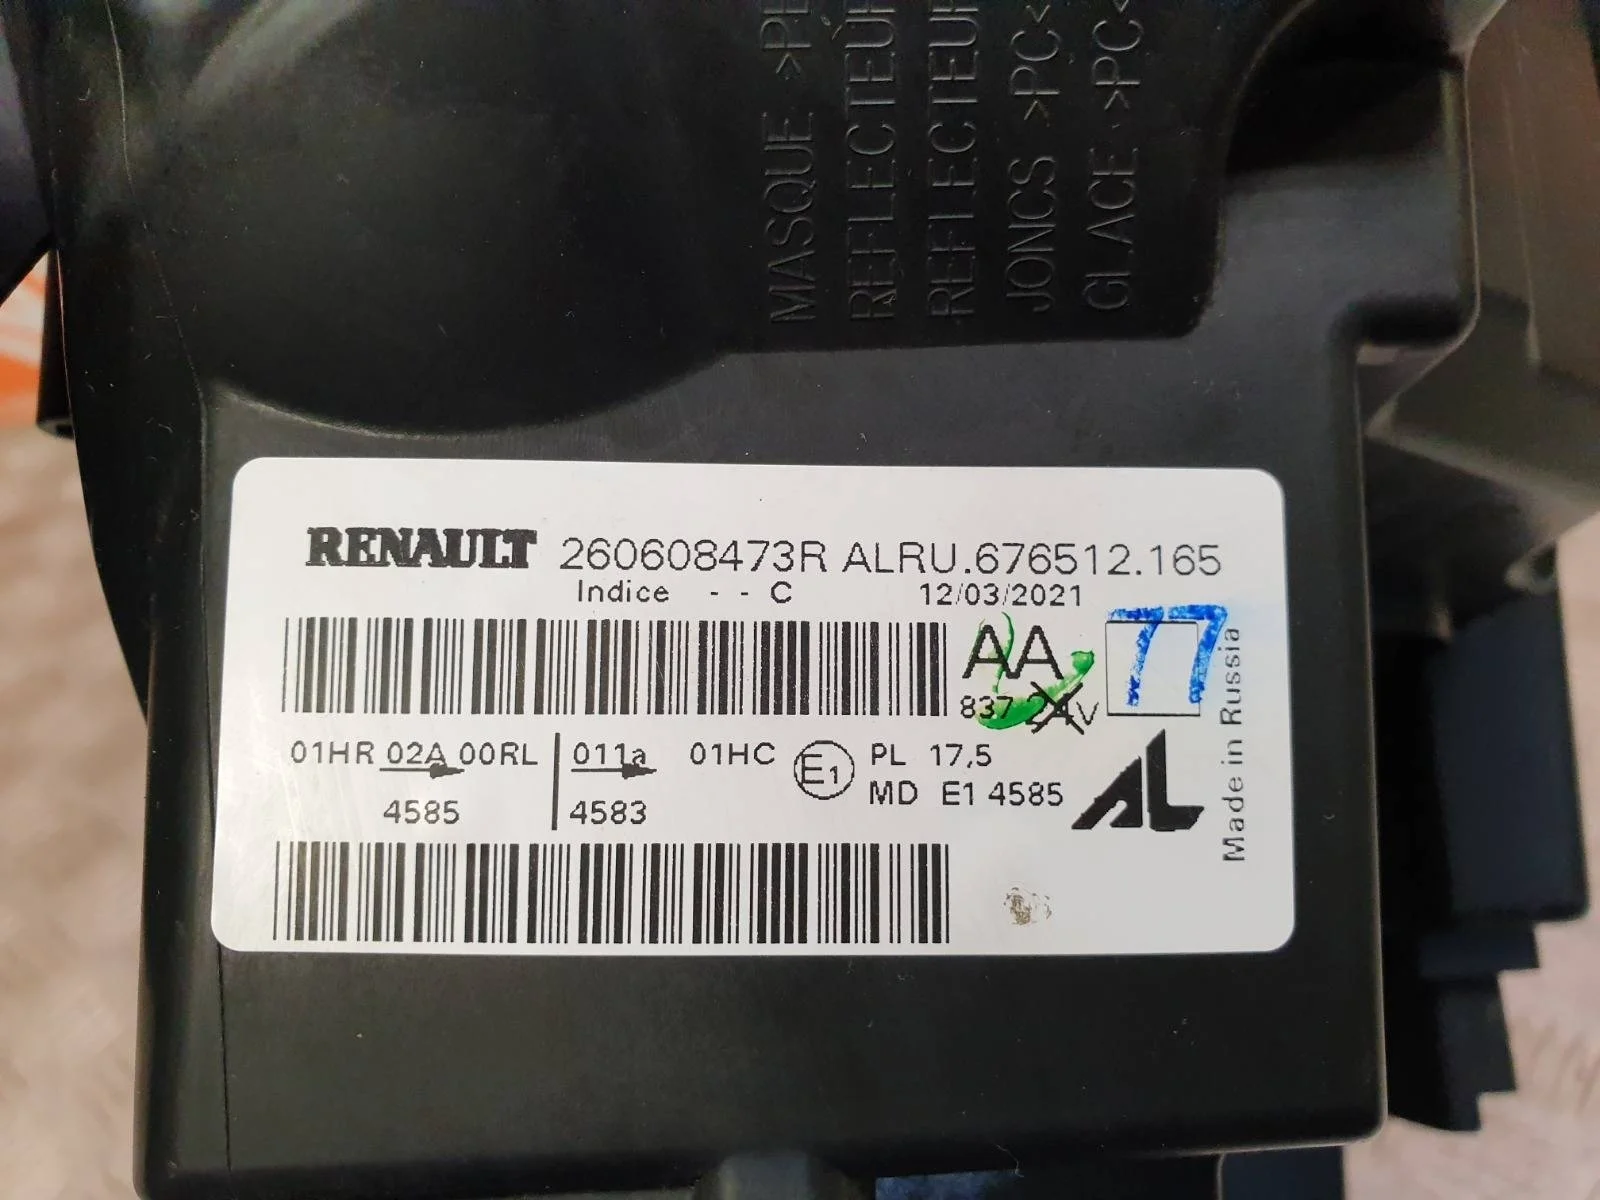 MASQUE >P
REFLECTEUR
REFLECTEUR
JONCS >PC<
GLACE >PC<
RENAULT 260608473R ALRU.676512.165
Indice - - C 12/03/2021
AA 77
837 24V
01HR 02A 00RL 011a 01HC E1 PL 17,5
4585 4583 MD E1 4585 AL
Made in Russia